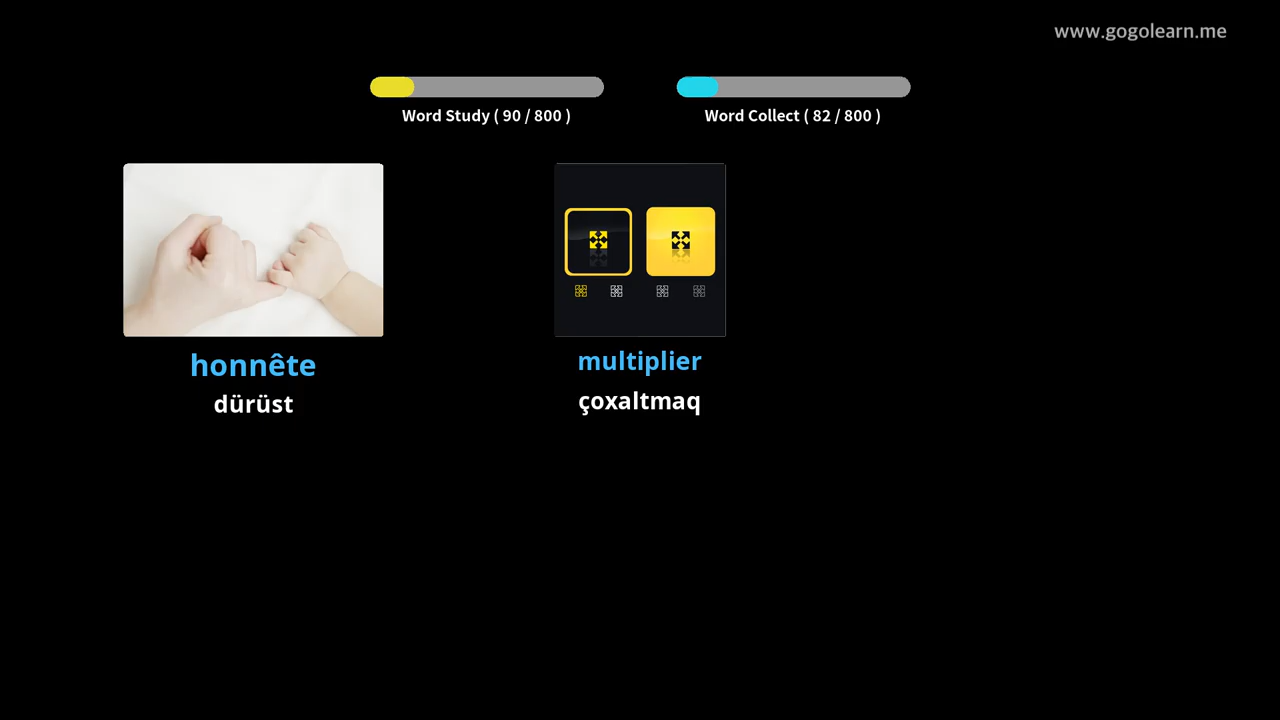 www.gogolearn.me
Word Study ( 90 / 800 )
Word Collect ( 82 / 800 )
honnête
dürüst
multiplier
çoxaltmaq